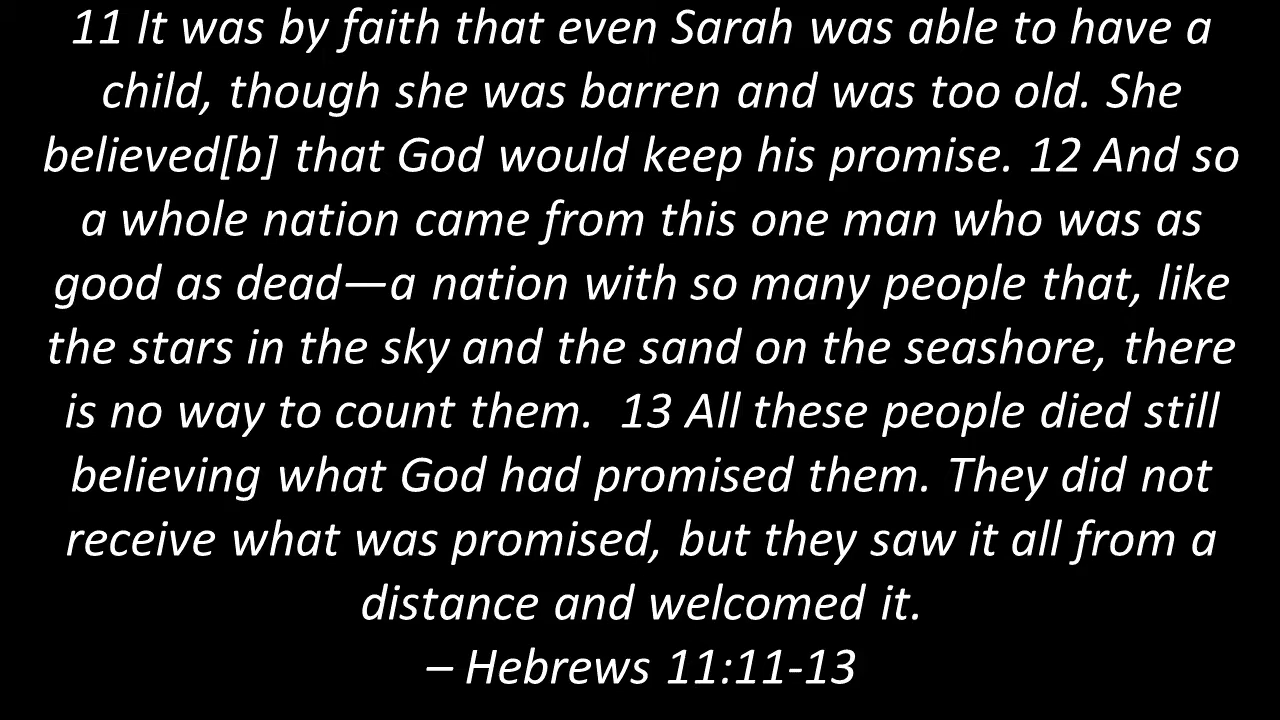 11 It was by faith that even Sarah was able to have a
child, though she was barren and was too old. She
believed[b] that God would keep his promise. 12 And so
a whole nation came from this one man who was as
good as dead—a nation with so many people that, like
the stars in the sky and the sand on the seashore, there
is no way to count them.  13 All these people died still
believing what God had promised them. They did not
receive what was promised, but they saw it all from a
distance and welcomed it.
– Hebrews 11:11-13